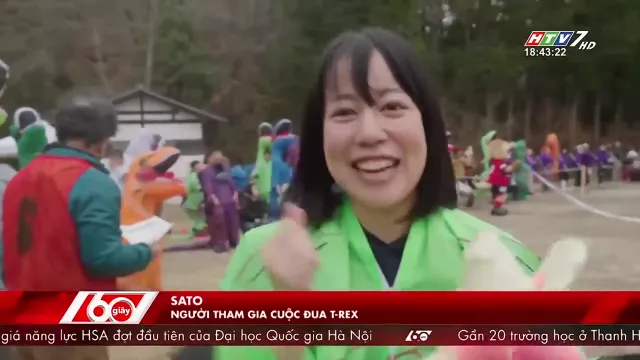 HTV7 HD
18:43:22
60 giây
SATO
NGƯỜI THAM GIA CUỘC ĐUA T-REX
giá năng lực HSA đợt đầu tiên của Đại học Quốc gia Hà Nội 60 Gần 20 trường học ở Thanh H